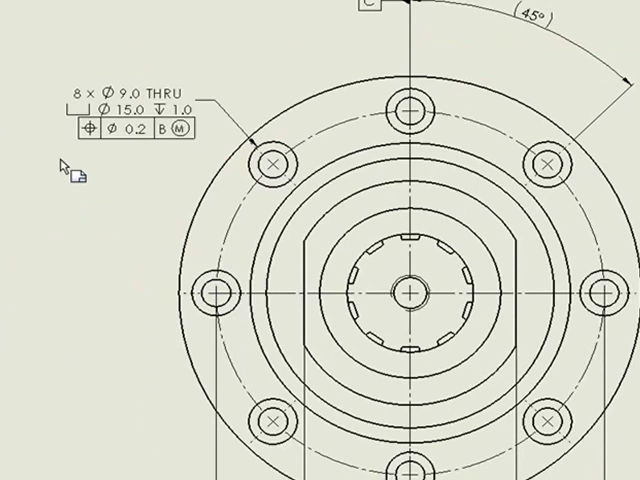 C
(45°)
8 x Ø 9.0 THRU
⌴ Ø 15.0 ↧ 1.0
⌖ Ø 0.2 B Ⓜ